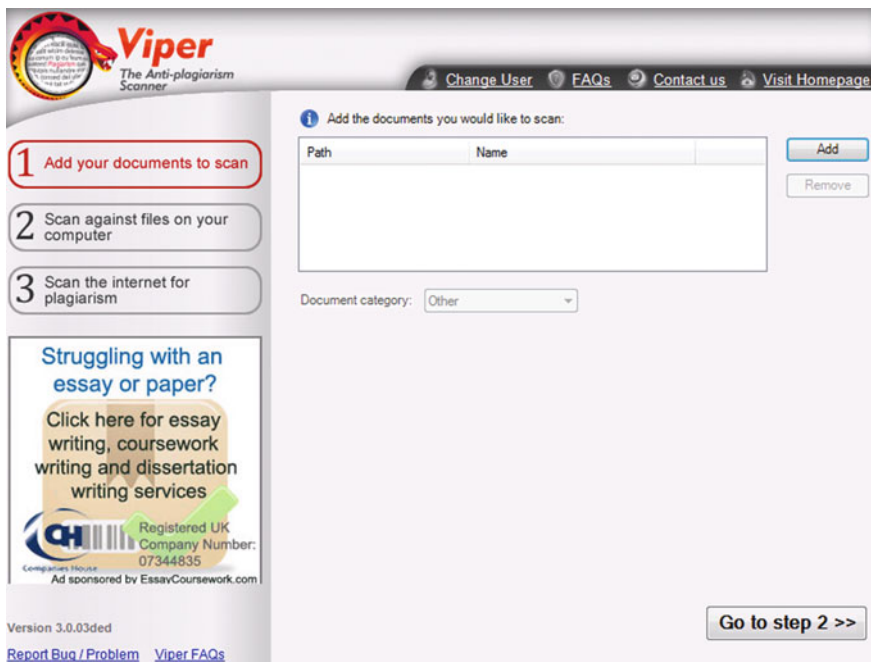 Viper
The Anti-plagiarism
Scanner
Change User
FAQs
Contact us
Visit Homepage
1
Add your documents to scan
2
Scan against files on your
computer
3
Scan the internet for
plagiarism
Struggling with an
essay or paper?
Click here for essay
writing, coursework
writing and dissertation
writing services
CH
Companies House
Registered UK
Company Number:
07344835
Ad sponsored by EssayCoursework.com
Version 3.0.03ded
Report Bug / Problem
Viper FAQs
Add the documents you would like to scan:
Path
Name
Add
Remove
Document category:
Other
Go to step 2 >>